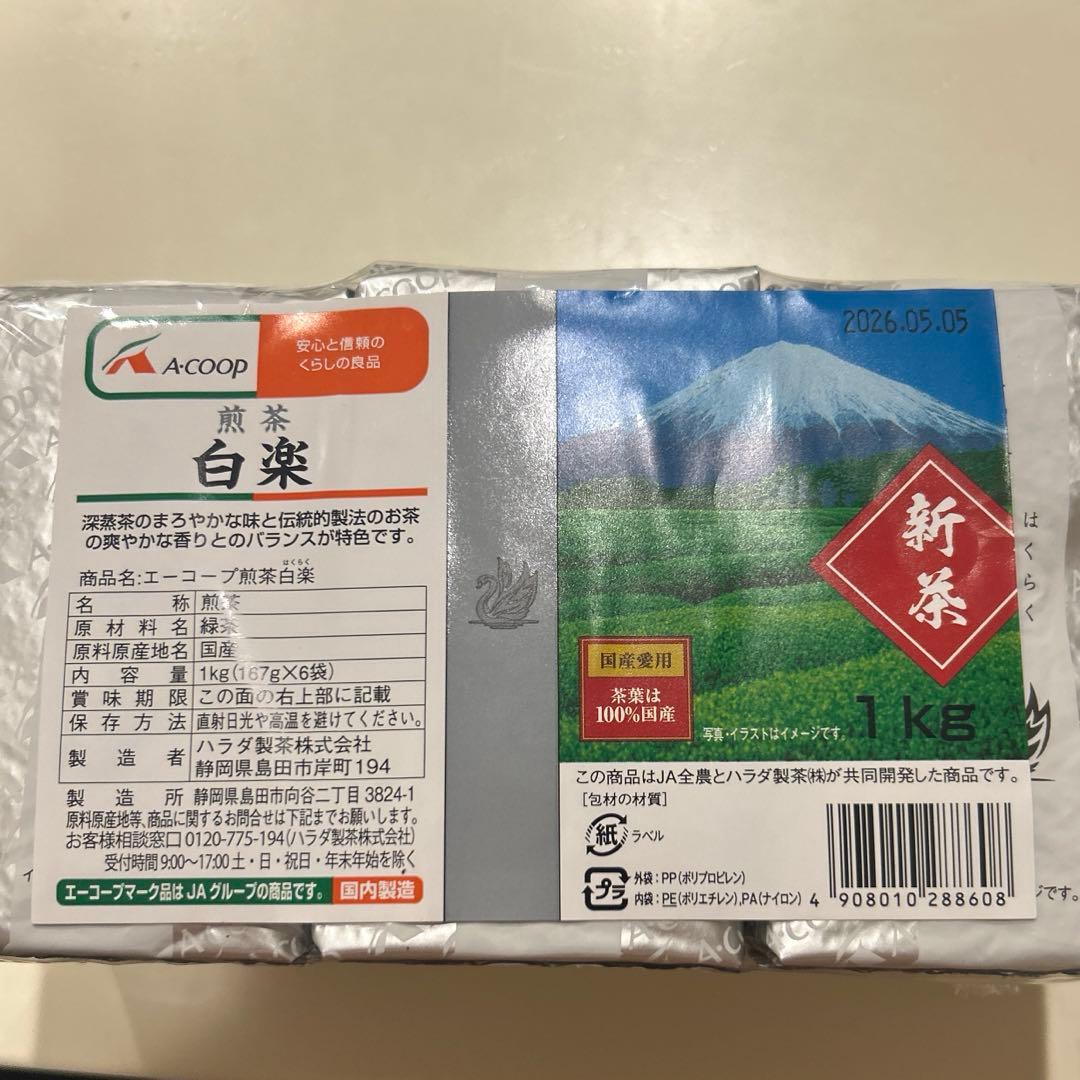 A·COOP
安心と信頼の
くらしの良品
煎茶
白楽
深蒸茶のまろやかな味と伝統的製法のお茶
の爽やかな香りとのバランスが特色です。
はくらく
商品名:エーコープ煎茶白楽
名称 煎茶
原材料名 緑茶
原料原産地名 国産
内容量 1kg(167g×6袋)
賞味期限 この面の右上部に記載
保存方法 直射日光や高温を避けてください。
製造者 ハラダ製茶株式会社
静岡県島田市岸町194
製造所 静岡県島田市向谷二丁目3824-1
原料原産地等、商品に関するお問合せは下記までお願いします。
お客様相談窓口 0120-775-194(ハラダ製茶株式会社)
受付時間 9:00〜17:00 土・日・祝日・年末年始を除く
エーコープマーク品はJAグループの商品です。
国内製造
2026.05.05
新茶
はくらく
国産愛用
茶葉は
100%国産
写真・イラストはイメージです。
1kg
この商品はJA全農とハラダ製茶㈱が共同開発した商品です。
[包材の材質]
紙 ラベル
プラ 外袋:PP(ポリプロピレン)
内袋:PE(ポリエチレン),PA(ナイロン)
4 908010 288608